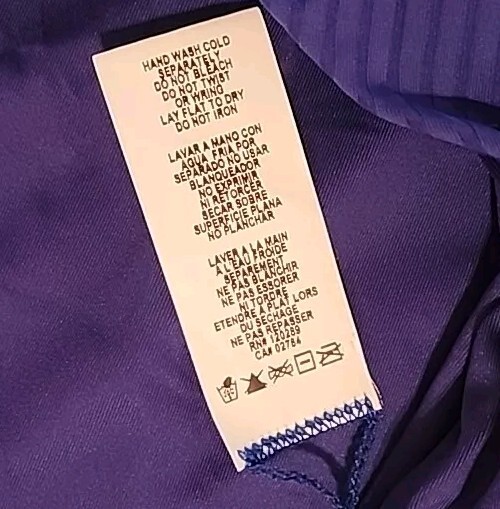 HAND WASH COLD
SEPARATELY
DO NOT BLEACH
DO NOT TWIST
OR WRING
LAY FLAT TO DRY
DO NOT IRON
LAVAR A MANO CON
AGUA FRIA POR
SEPARADO NO USAR
BLANQUEADOR
NO EXPRIMIR
NI RETORCER
SECAR SOBRE
SUPERFICIE PLANA
NO PLANCHAR
LAVER A LA MAIN
A L'EAU FROIDE
SEPAREMENT
NE PAS BLANCHIR
NE PAS ESSORER
NI TORDRE
ETENDRE A PLAT LORS
DU SECHAGE
NE PAS REPASSER
RN# 120289
CA# 02764